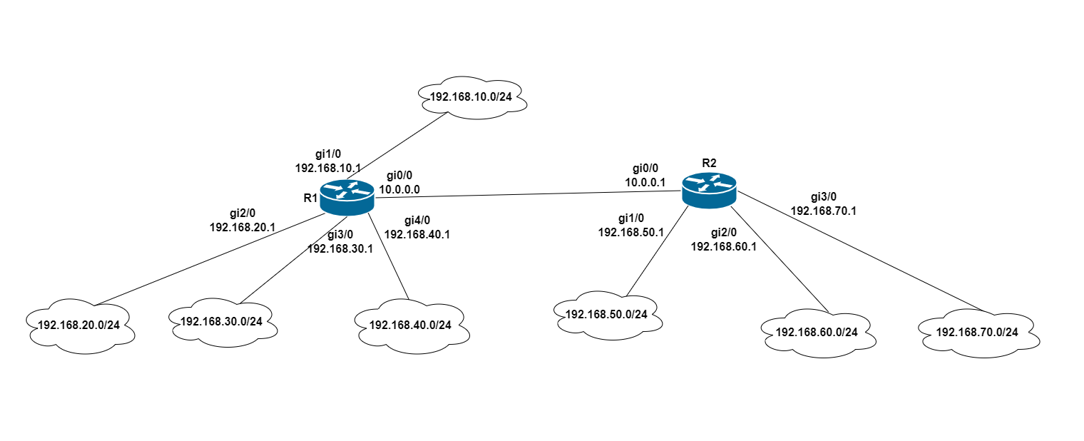 192.168.10.0/24
gi1/0
192.168.10.1
gi0/0
10.0.0.0
R1
gi2/0
192.168.20.1
gi3/0
192.168.30.1
gi4/0
192.168.40.1
R2
gi0/0
10.0.0.1
gi1/0
192.168.50.1
gi2/0
192.168.60.1
gi3/0
192.168.70.1
192.168.20.0/24
192.168.30.0/24
192.168.40.0/24
192.168.50.0/24
192.168.60.0/24
192.168.70.0/24